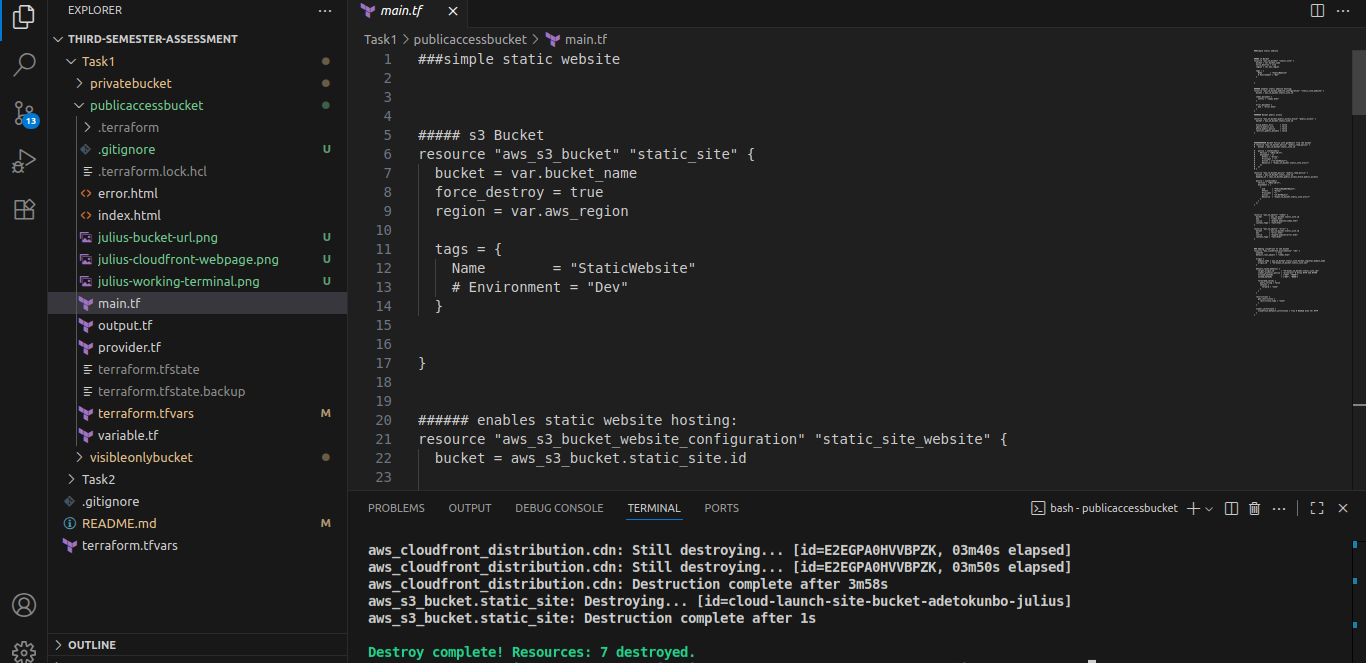 EXPLORER
THIRD-SEMESTER-ASSESSMENT
Task1
privatebucket
publicaccessbucket
.terraform
.gitignore U
.terraform.lock.hcl
error.html
index.html
julius-bucket-url.png U
julius-cloudfront-webpage.png U
julius-working-terminal.png U
main.tf
output.tf
provider.tf
terraform.tfstate
terraform.tfstate.backup
terraform.tfvars M
variable.tf
visibleonlybucket
Task2
.gitignore
README.md M
terraform.tfvars
OUTLINE
13
main.tf
Task1 > publicaccessbucket > main.tf
1 ###simple static website
2
3
4
5 ##### s3 Bucket
6 resource "aws_s3_bucket" "static_site" {
7 bucket = var.bucket_name
8 force_destroy = true
9 region = var.aws_region
10
11 tags = {
12 Name = "StaticWebsite"
13 # Environment = "Dev"
14 }
15
16
17 }
18
19
20 ###### enables static website hosting:
21 resource "aws_s3_bucket_website_configuration" "static_site_website" {
22 bucket = aws_s3_bucket.static_site.id
23
PROBLEMS OUTPUT DEBUG CONSOLE TERMINAL PORTS
bash - publicaccessbucket
aws_cloudfront_distribution.cdn: Still destroying... [id=E2EGPA0HVVBPZK, 03m40s elapsed]
aws_cloudfront_distribution.cdn: Still destroying... [id=E2EGPA0HVVBPZK, 03m50s elapsed]
aws_cloudfront_distribution.cdn: Destruction complete after 3m58s
aws_s3_bucket.static_site: Destroying... [id=cloud-launch-site-bucket-adetokunbo-julius]
aws_s3_bucket.static_site: Destruction complete after 1s
Destroy complete! Resources: 7 destroyed.